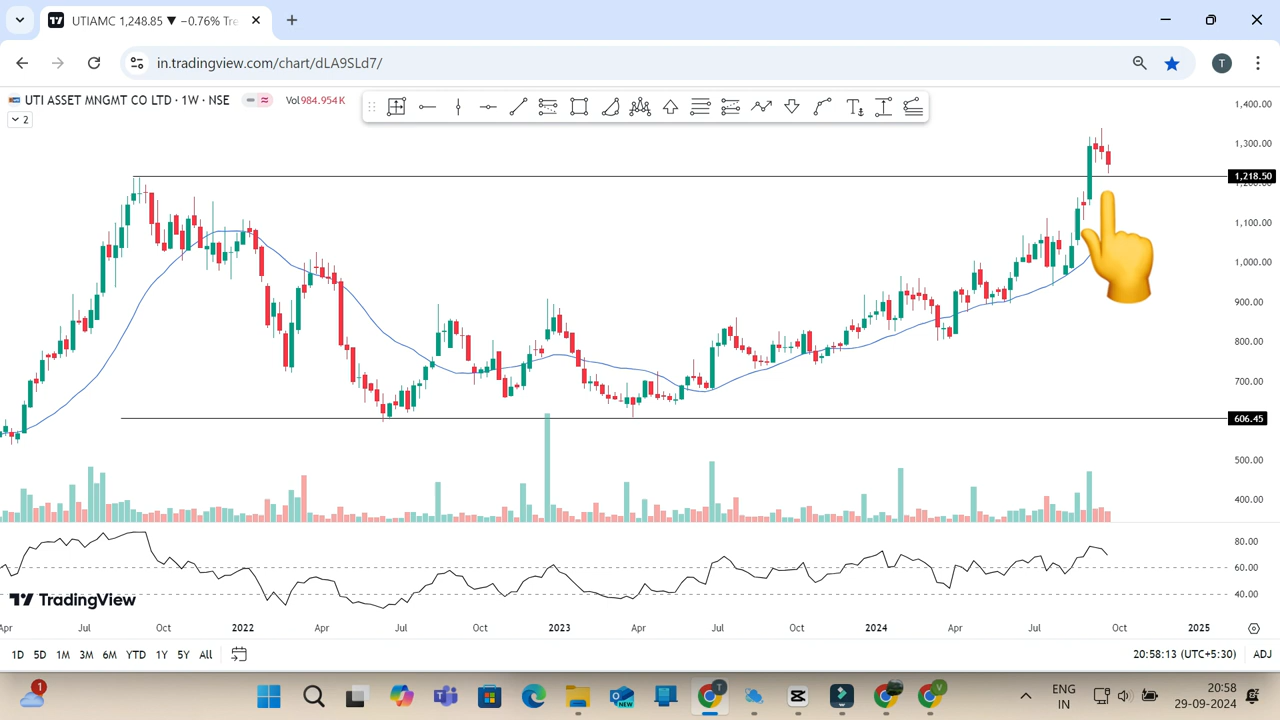 UTIAMC 1,248.85 ▼ −0.76% Tre
in.tradingview.com/chart/dLA9SLd7/
T
UTI ASSET MNGMT CO LTD · 1W · NSE
Vol984.954K
2
1,400.00
1,300.00
1,218.50
1,200.00
1,100.00
1,000.00
900.00
800.00
700.00
606.45
500.00
400.00
80.00
60.00
40.00
TradingView
Apr
Jul
Oct
2022
Apr
Jul
Oct
2023
Apr
Jul
Oct
2024
Apr
Jul
Oct
2025
1D 5D 1M 3M 6M YTD 1Y 5Y All
20:58:13 (UTC+5:30)
ADJ
1
NEW
T
V
ENG
IN
20:58
29-09-2024